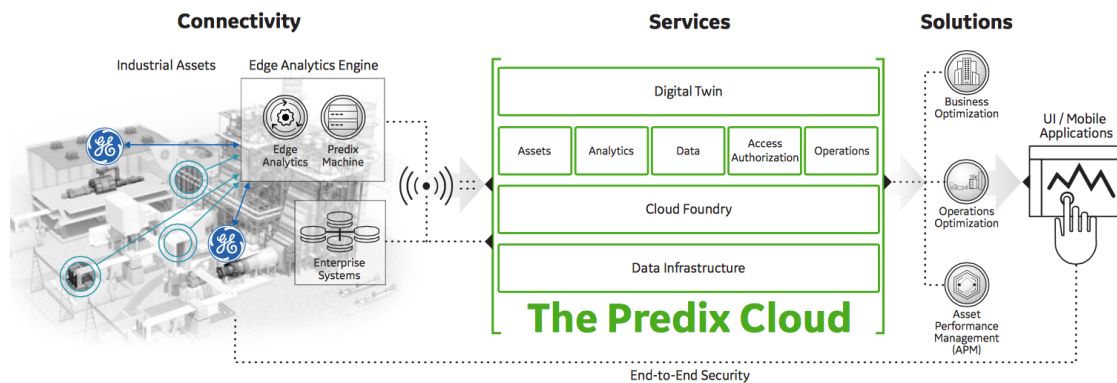 Connectivity
Services
Solutions
Industrial Assets
Edge Analytics Engine
Edge
Analytics
Predix
Machine
GE
GE
Enterprise
Systems
Digital Twin
Assets
Analytics
Data
Access
Authorization
Operations
Cloud Foundry
Data Infrastructure
The Predix Cloud
Business
Optimization
Operations
Optimization
Asset
Performance
Management
(APM)
UI / Mobile
Applications
End-to-End Security